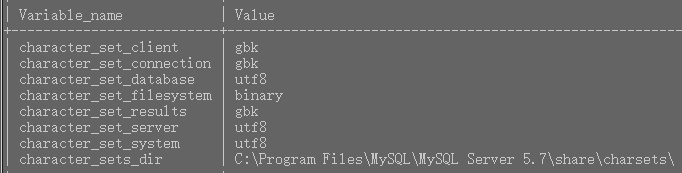 Variable_name | Value
character_set_client | gbk
character_set_connection | gbk
character_set_database | utf8
character_set_filesystem | binary
character_set_results | gbk
character_set_server | utf8
character_set_system | utf8
character_sets_dir | C:\Program Files\MySQL\MySQL Server 5.7\share\charsets\